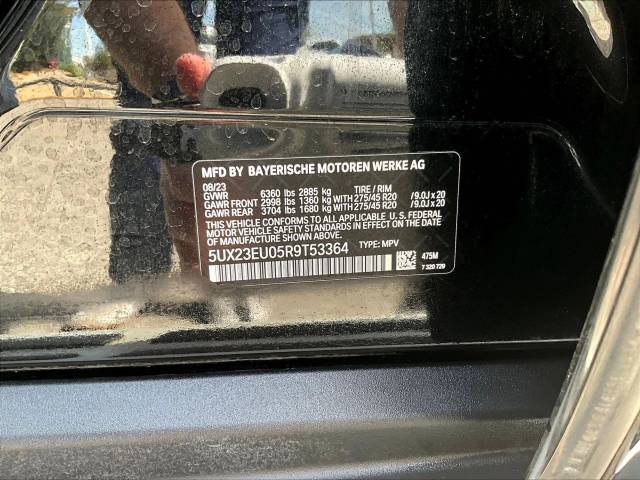 MFD BY BAYERISCHE MOTOREN WERKE AG
08/23
GVWR 6360 lbs 2885 kg TIRE / RIM
GAWR FRONT 2998 lbs 1360 kg WITH 275/45 R20 /9.0J x 20
GAWR REAR 3704 lbs 1680 kg WITH 275/45 R20 /9.0J x 20
THIS VEHICLE CONFORMS TO ALL APPLICABLE U.S. FEDERAL
MOTOR VEHICLE SAFETY STANDARDS IN EFFECT ON THE
DATE OF MANUFACTURE SHOWN ABOVE.
5UX23EU05R9T53364 TYPE: MPV
475M
7 320 729